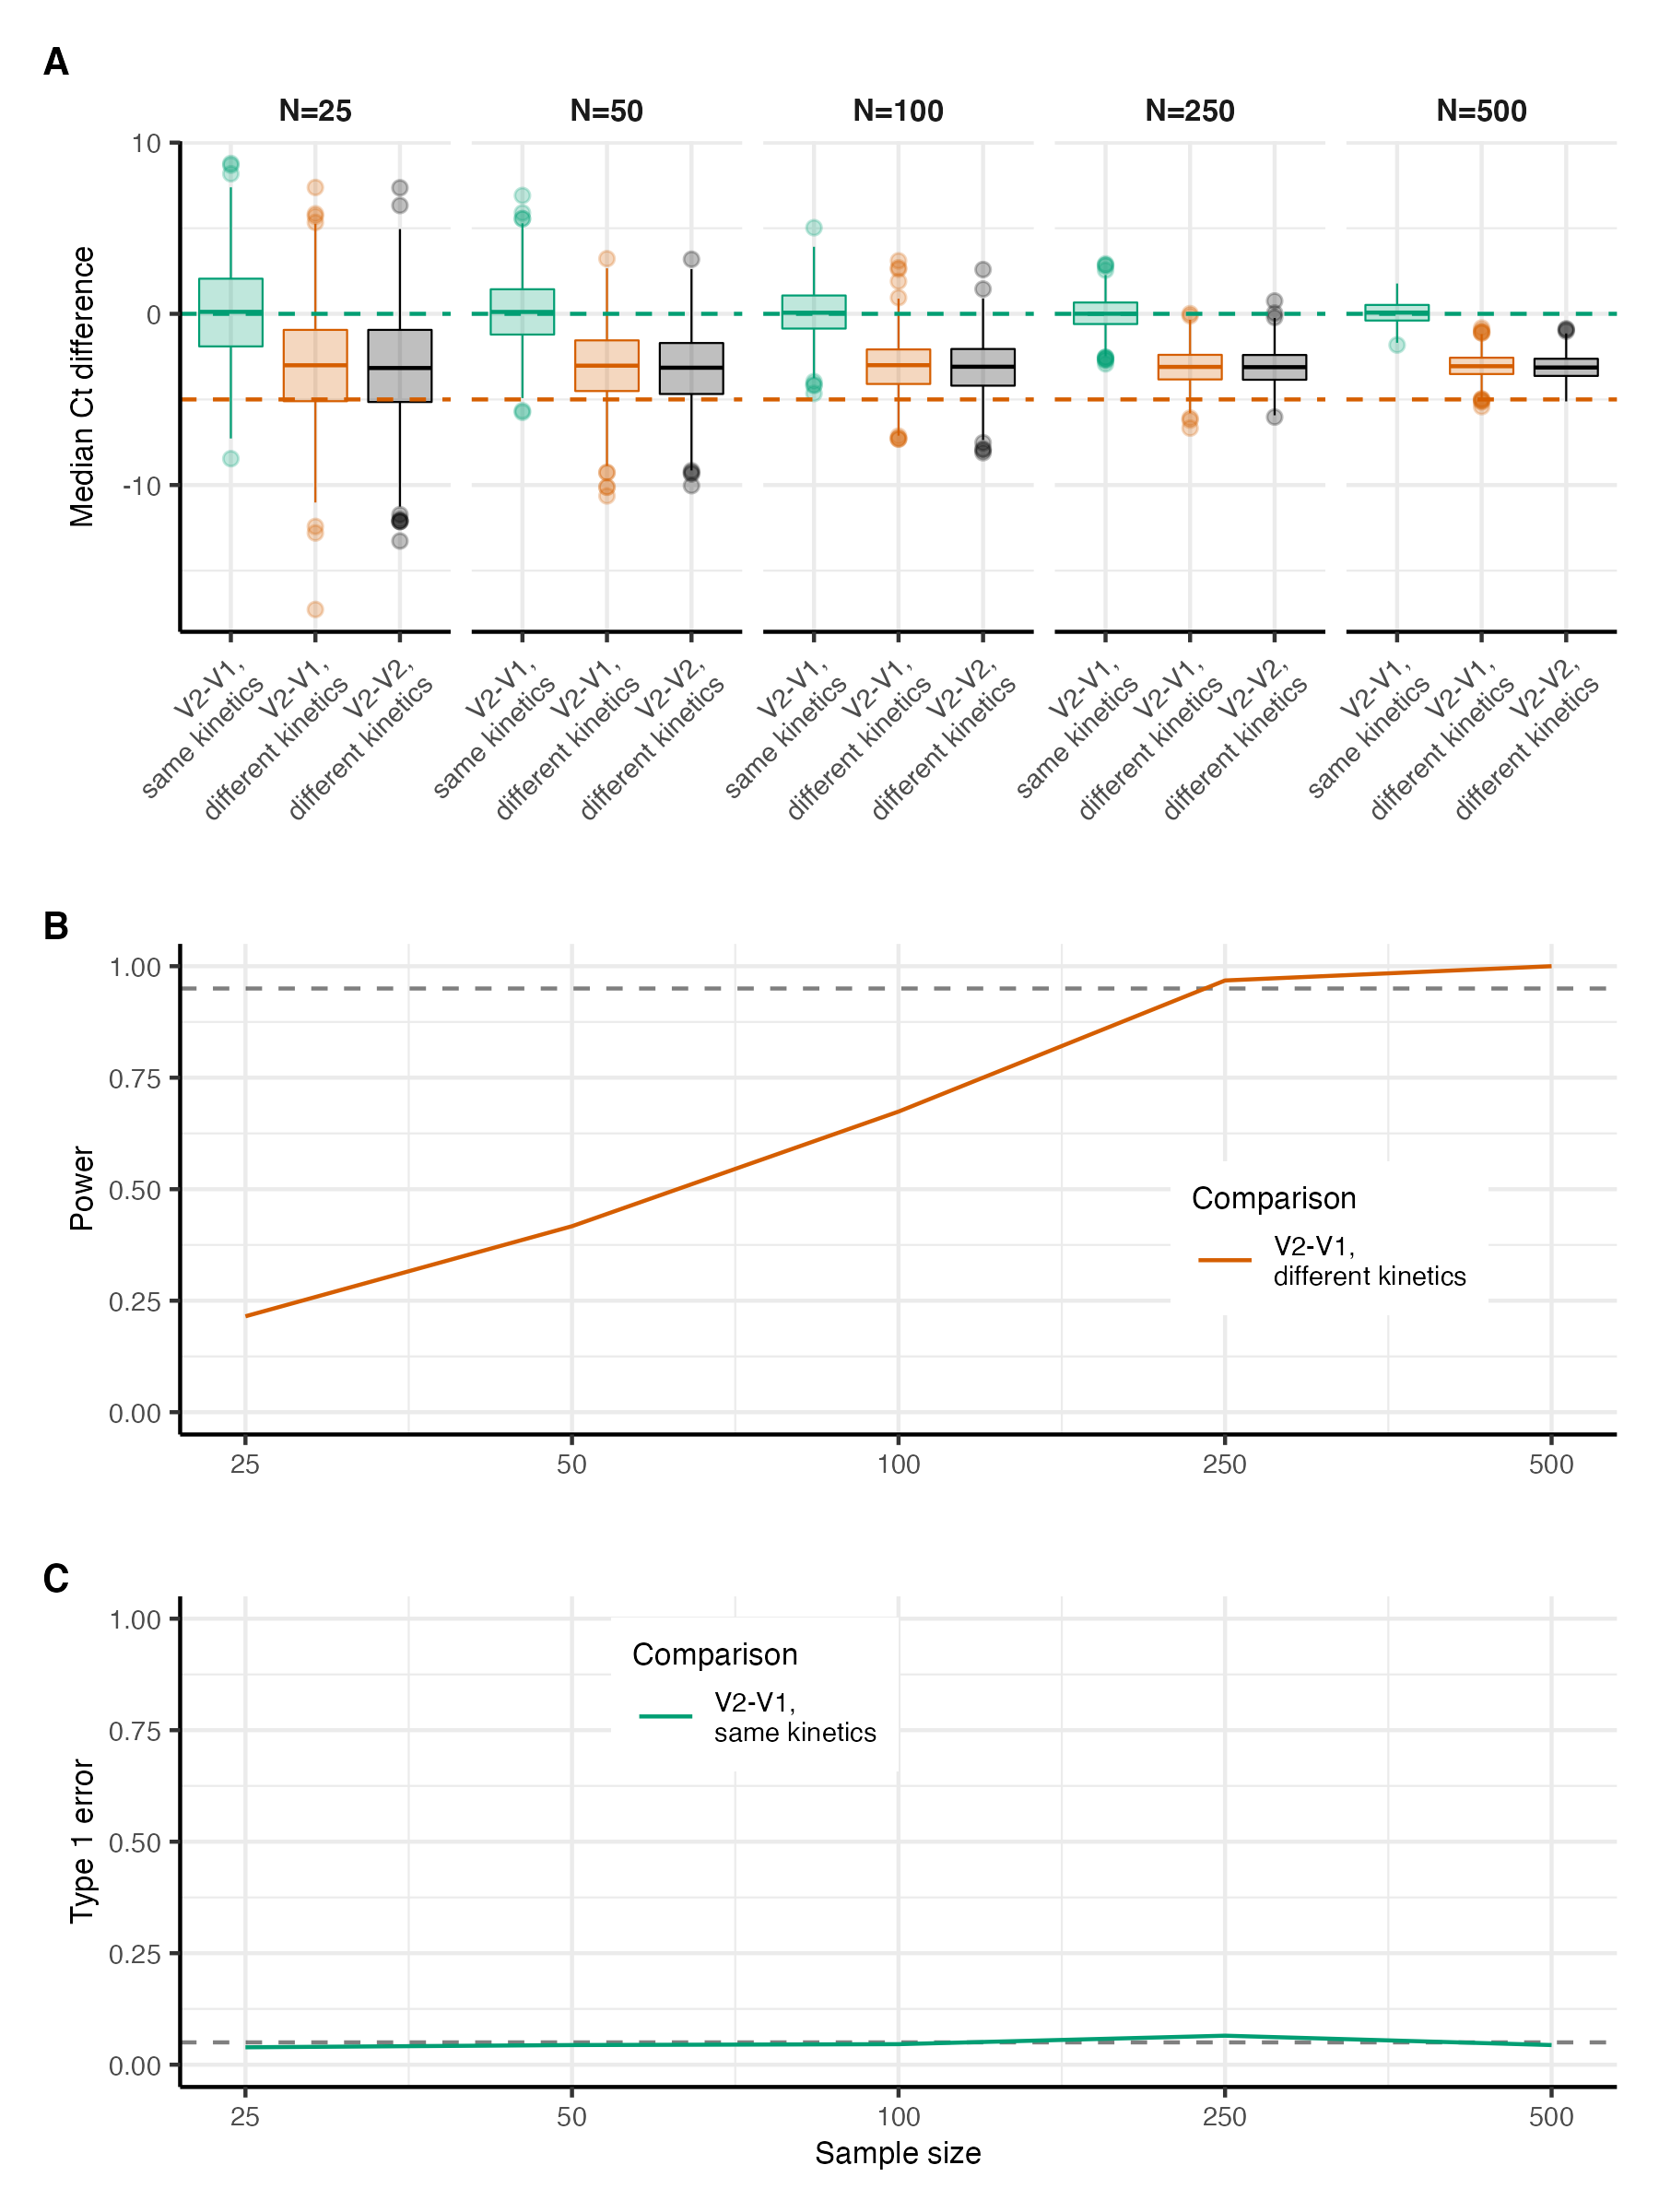 A
N=25 N=50 N=100 N=250 N=500
10
0
-10
Median Ct difference
V2-V1,
same kinetics
V2-V1,
different kinetics
V2-V2,
different kinetics
V2-V1,
same kinetics
V2-V1,
different kinetics
V2-V2,
different kinetics
V2-V1,
same kinetics
V2-V1,
different kinetics
V2-V2,
different kinetics
V2-V1,
same kinetics
V2-V1,
different kinetics
V2-V2,
different kinetics
V2-V1,
same kinetics
V2-V1,
different kinetics
V2-V2,
different kinetics
B
1.00
0.75
0.50
0.25
0.00
Power
Comparison
V2-V1,
different kinetics
25 50 100 250 500
C
1.00
0.75
0.50
0.25
0.00
Type 1 error
Comparison
V2-V1,
same kinetics
25 50 100 250 500
Sample size